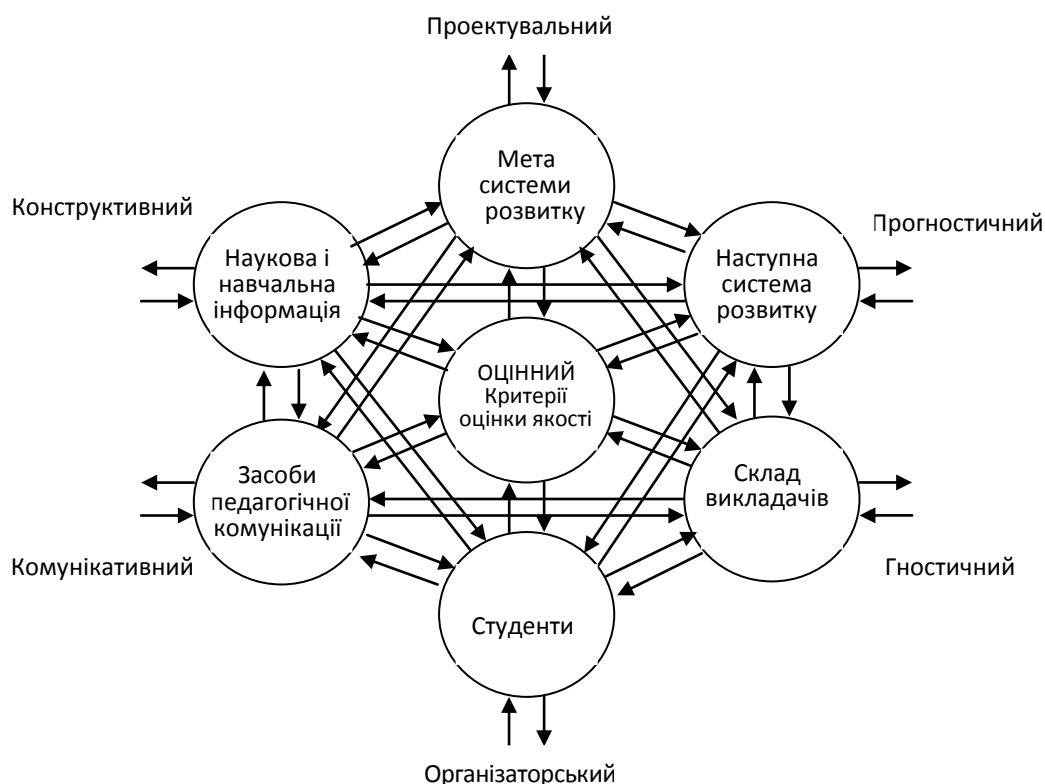 Проектувальний
Мета
системи
розвитку
Конструктивний
Прогностичний
Наукова і
навчальна
інформація
Наступна
система
розвитку
ОЦІННИЙ
Критерії
оцінки якості
Засоби
педагогічної
комунікації
Склад
викладачів
Комунікативний
Гностичний
Студенти
Організаторський